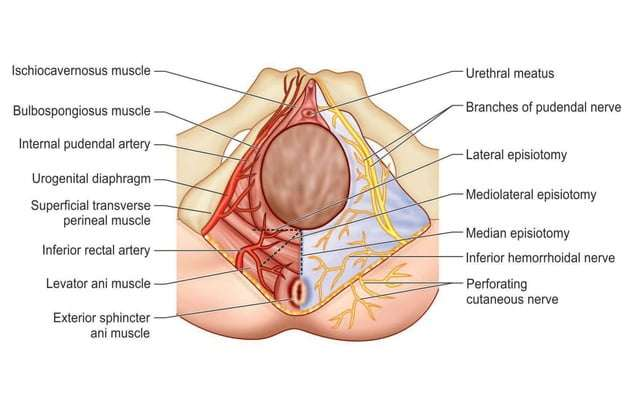 Ischiocavernosus muscle
Bulbospongiosus muscle
Internal pudendal artery
Urogenital diaphragm
Superficial transverse
perineal muscle
Inferior rectal artery
Levator ani muscle
Exterior sphincter
ani muscle
Urethral meatus
Branches of pudendal nerve
Lateral episiotomy
Mediolateral episiotomy
Median episiotomy
Inferior hemorrhoidal nerve
Perforating
cutaneous nerve